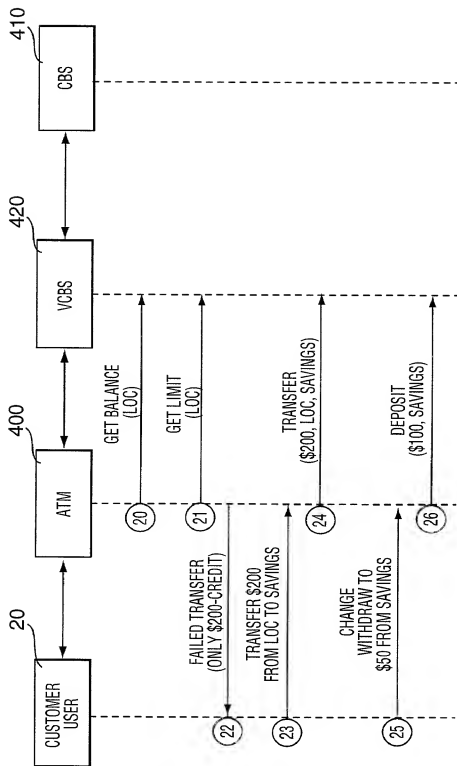 20
CUSTOMER
USER
400
ATM
420
VCBS
410
CBS
GET BALANCE
(LOC)
20
GET LIMIT
(LOC)
21
FAILED TRANSFER
(ONLY $200-CREDIT)
22
TRANSFER $200
FROM LOC TO SAVINGS
23
TRANSFER
($200, LOC, SAVINGS)
24
CHANGE
WITHDRAW TO
$50 FROM SAVINGS
25
DEPOSIT
($100, SAVINGS)
26